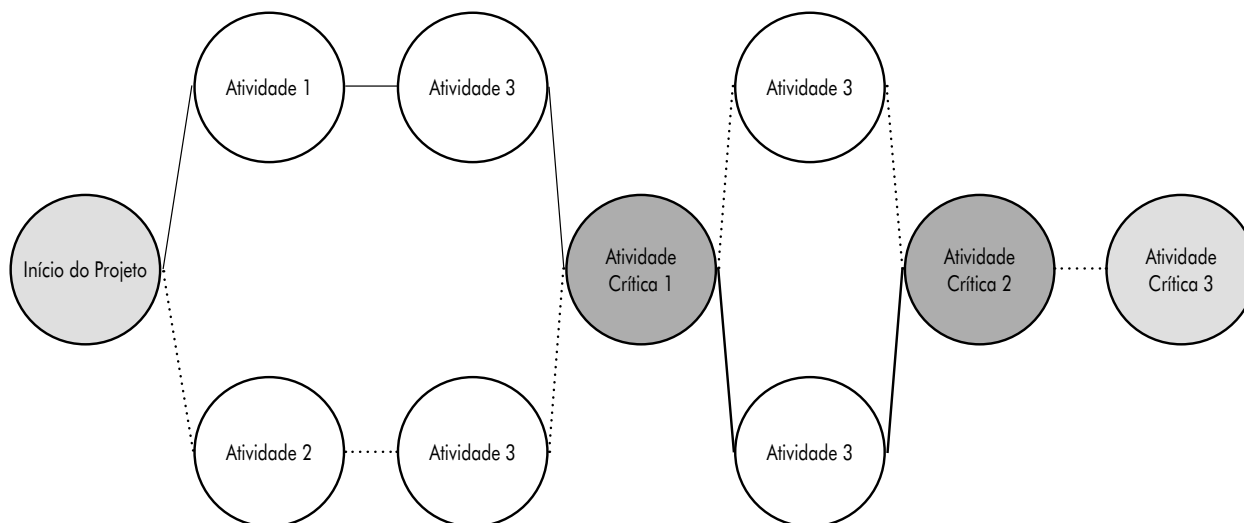 Atividade 1
Atividade 3
Atividade 3
Início do Projeto
Atividade
Crítica 1
Atividade
Crítica 2
Atividade
Crítica 3
Atividade 2
Atividade 3
Atividade 3